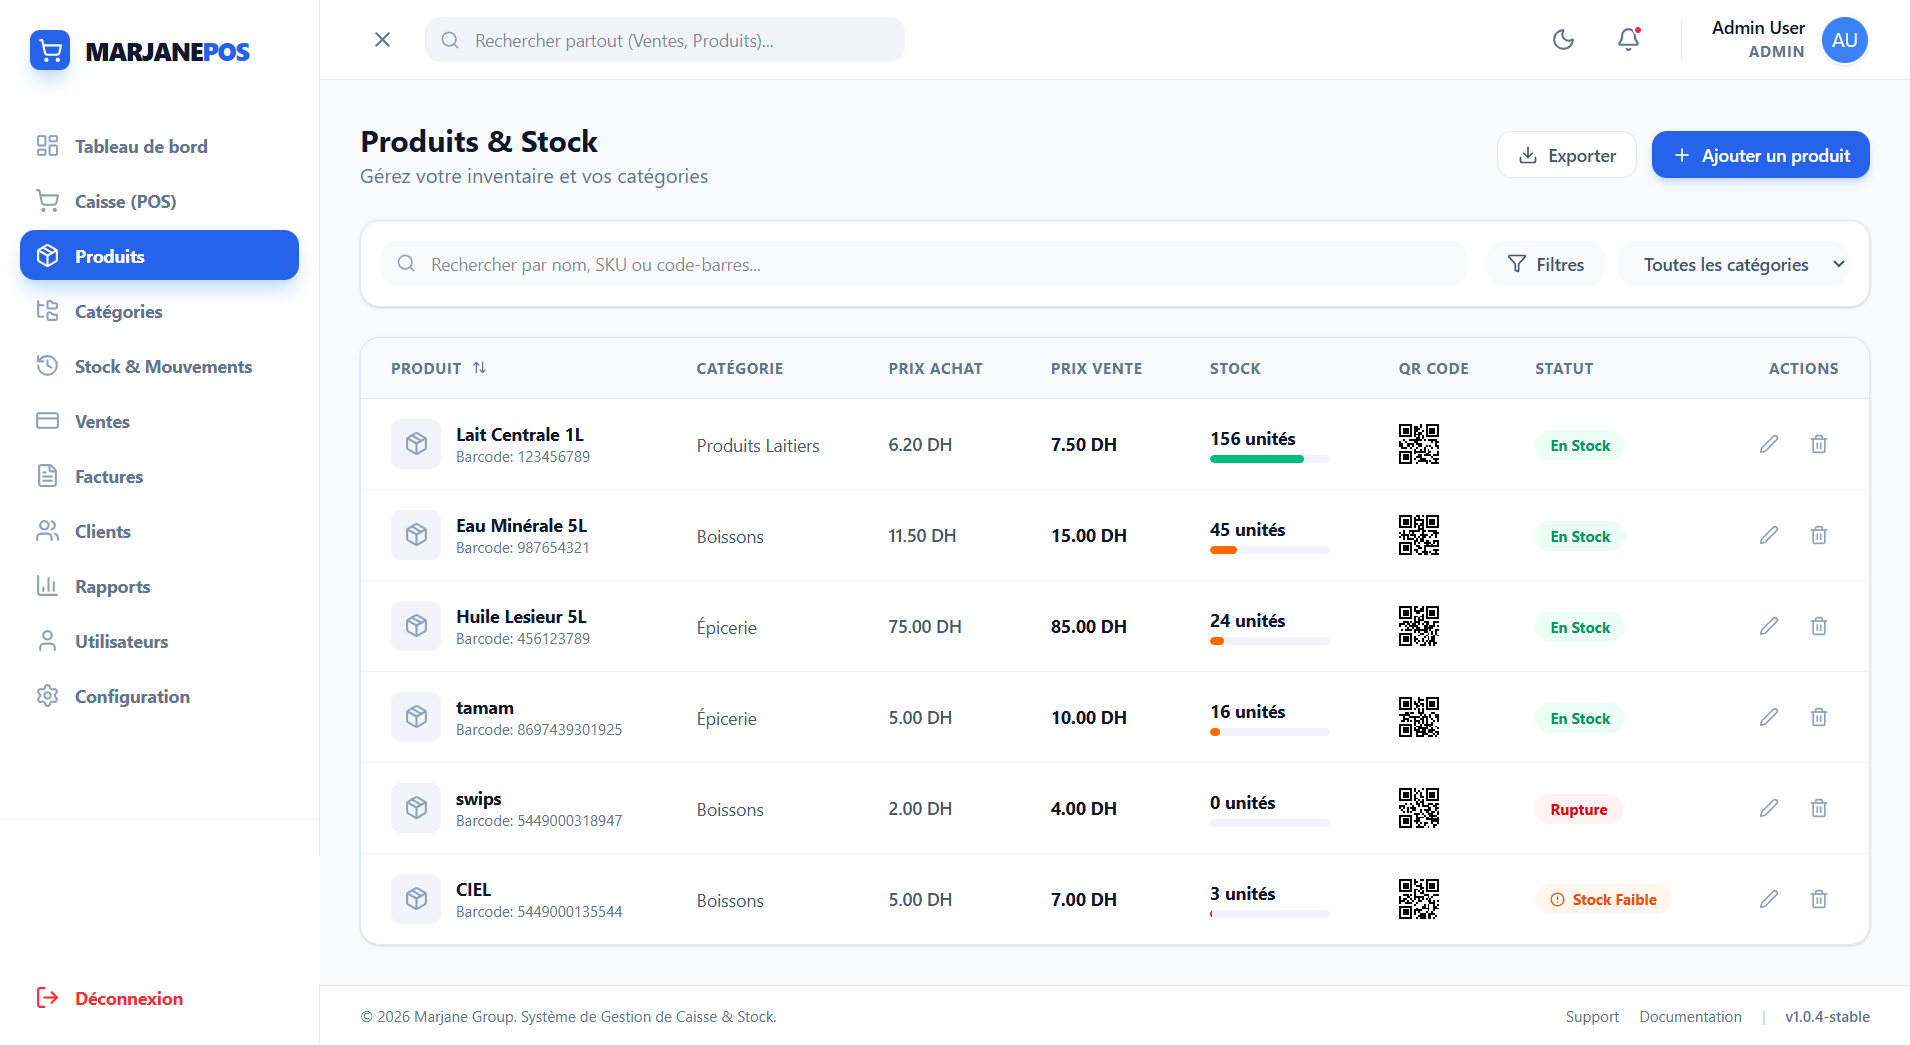 MARJANEPOS
Rechercher partout (Ventes, Produits)...
Admin User
ADMIN
AU
Tableau de bord
Caisse (POS)
Produits
Catégories
Stock & Mouvements
Ventes
Factures
Clients
Rapports
Utilisateurs
Configuration
Déconnexion
Produits & Stock
Gérez votre inventaire et vos catégories
Exporter
Ajouter un produit
Rechercher par nom, SKU ou code-barres...
Filtres
Toutes les catégories
PRODUIT CATÉGORIE PRIX ACHAT PRIX VENTE STOCK QR CODE STATUT ACTIONS
Lait Centrale 1L
Barcode: 123456789
Produits Laitiers
6.20 DH
7.50 DH
156 unités
En Stock
Eau Minérale 5L
Barcode: 987654321
Boissons
11.50 DH
15.00 DH
45 unités
En Stock
Huile Lesieur 5L
Barcode: 456123789
Épicerie
75.00 DH
85.00 DH
24 unités
En Stock
tamam
Barcode: 8697439301925
Épicerie
5.00 DH
10.00 DH
16 unités
En Stock
swips
Barcode: 5449000318947
Boissons
2.00 DH
4.00 DH
0 unités
Rupture
CIEL
Barcode: 5449000135544
Boissons
5.00 DH
7.00 DH
3 unités
Stock Faible
© 2026 Marjane Group. Système de Gestion de Caisse & Stock.
Support Documentation | v1.0.4-stable